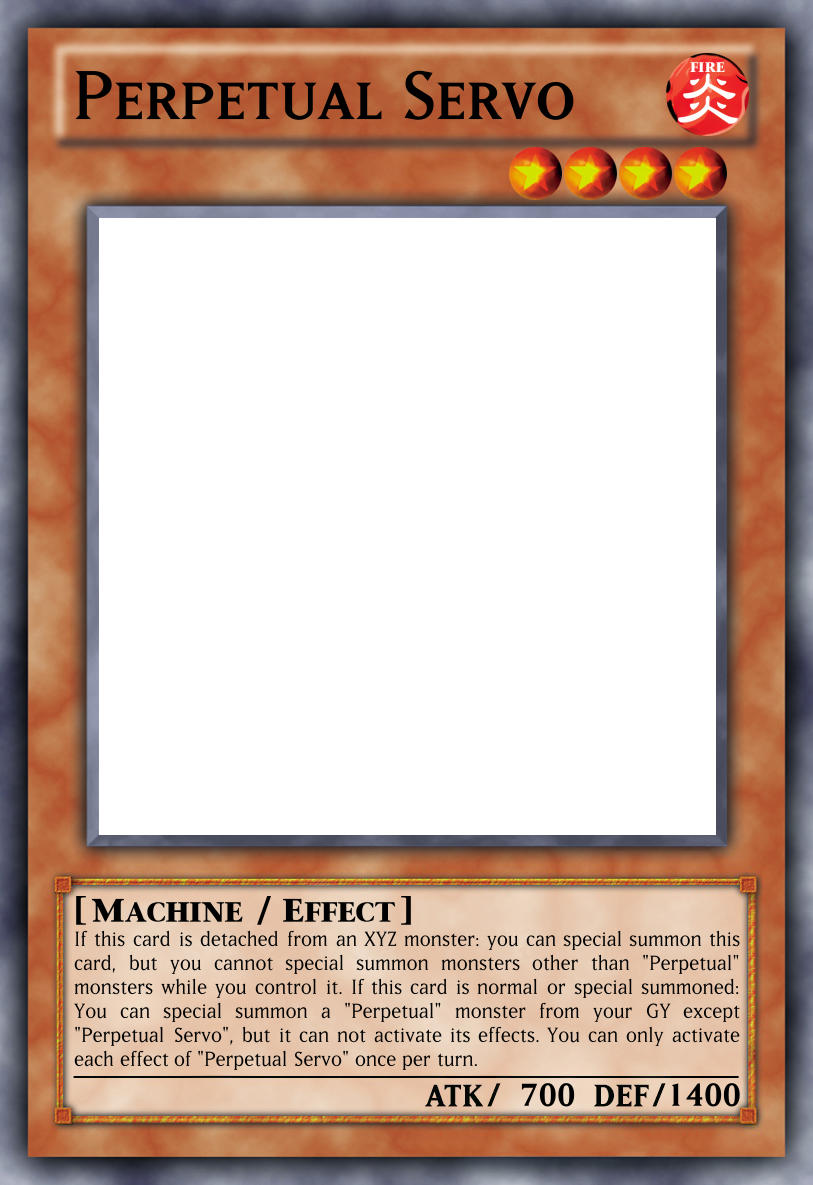 Perpetual Servo
FIRE
炎
[ Machine / Effect ]
If this card is detached from an XYZ monster: you can special summon this
card, but you cannot special summon monsters other than "Perpetual"
monsters while you control it. If this card is normal or special summoned:
You can special summon a "Perpetual" monster from your GY except
"Perpetual Servo", but it can not activate its effects. You can only activate
each effect of "Perpetual Servo" once per turn.
ATK/ 700 DEF/1400